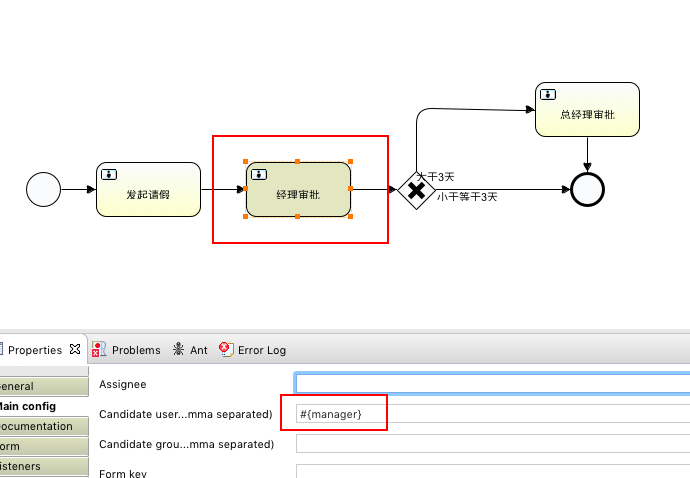 总经理审批
大于3天
发起请假
经理审批
小于等于3天
Properties
Problems
Ant
Error Log
eneral
Main config
Documentation
orm
isteners
Assignee
Candidate user...mma separated)
#{manager}
Candidate grou...mma separated)
Form key